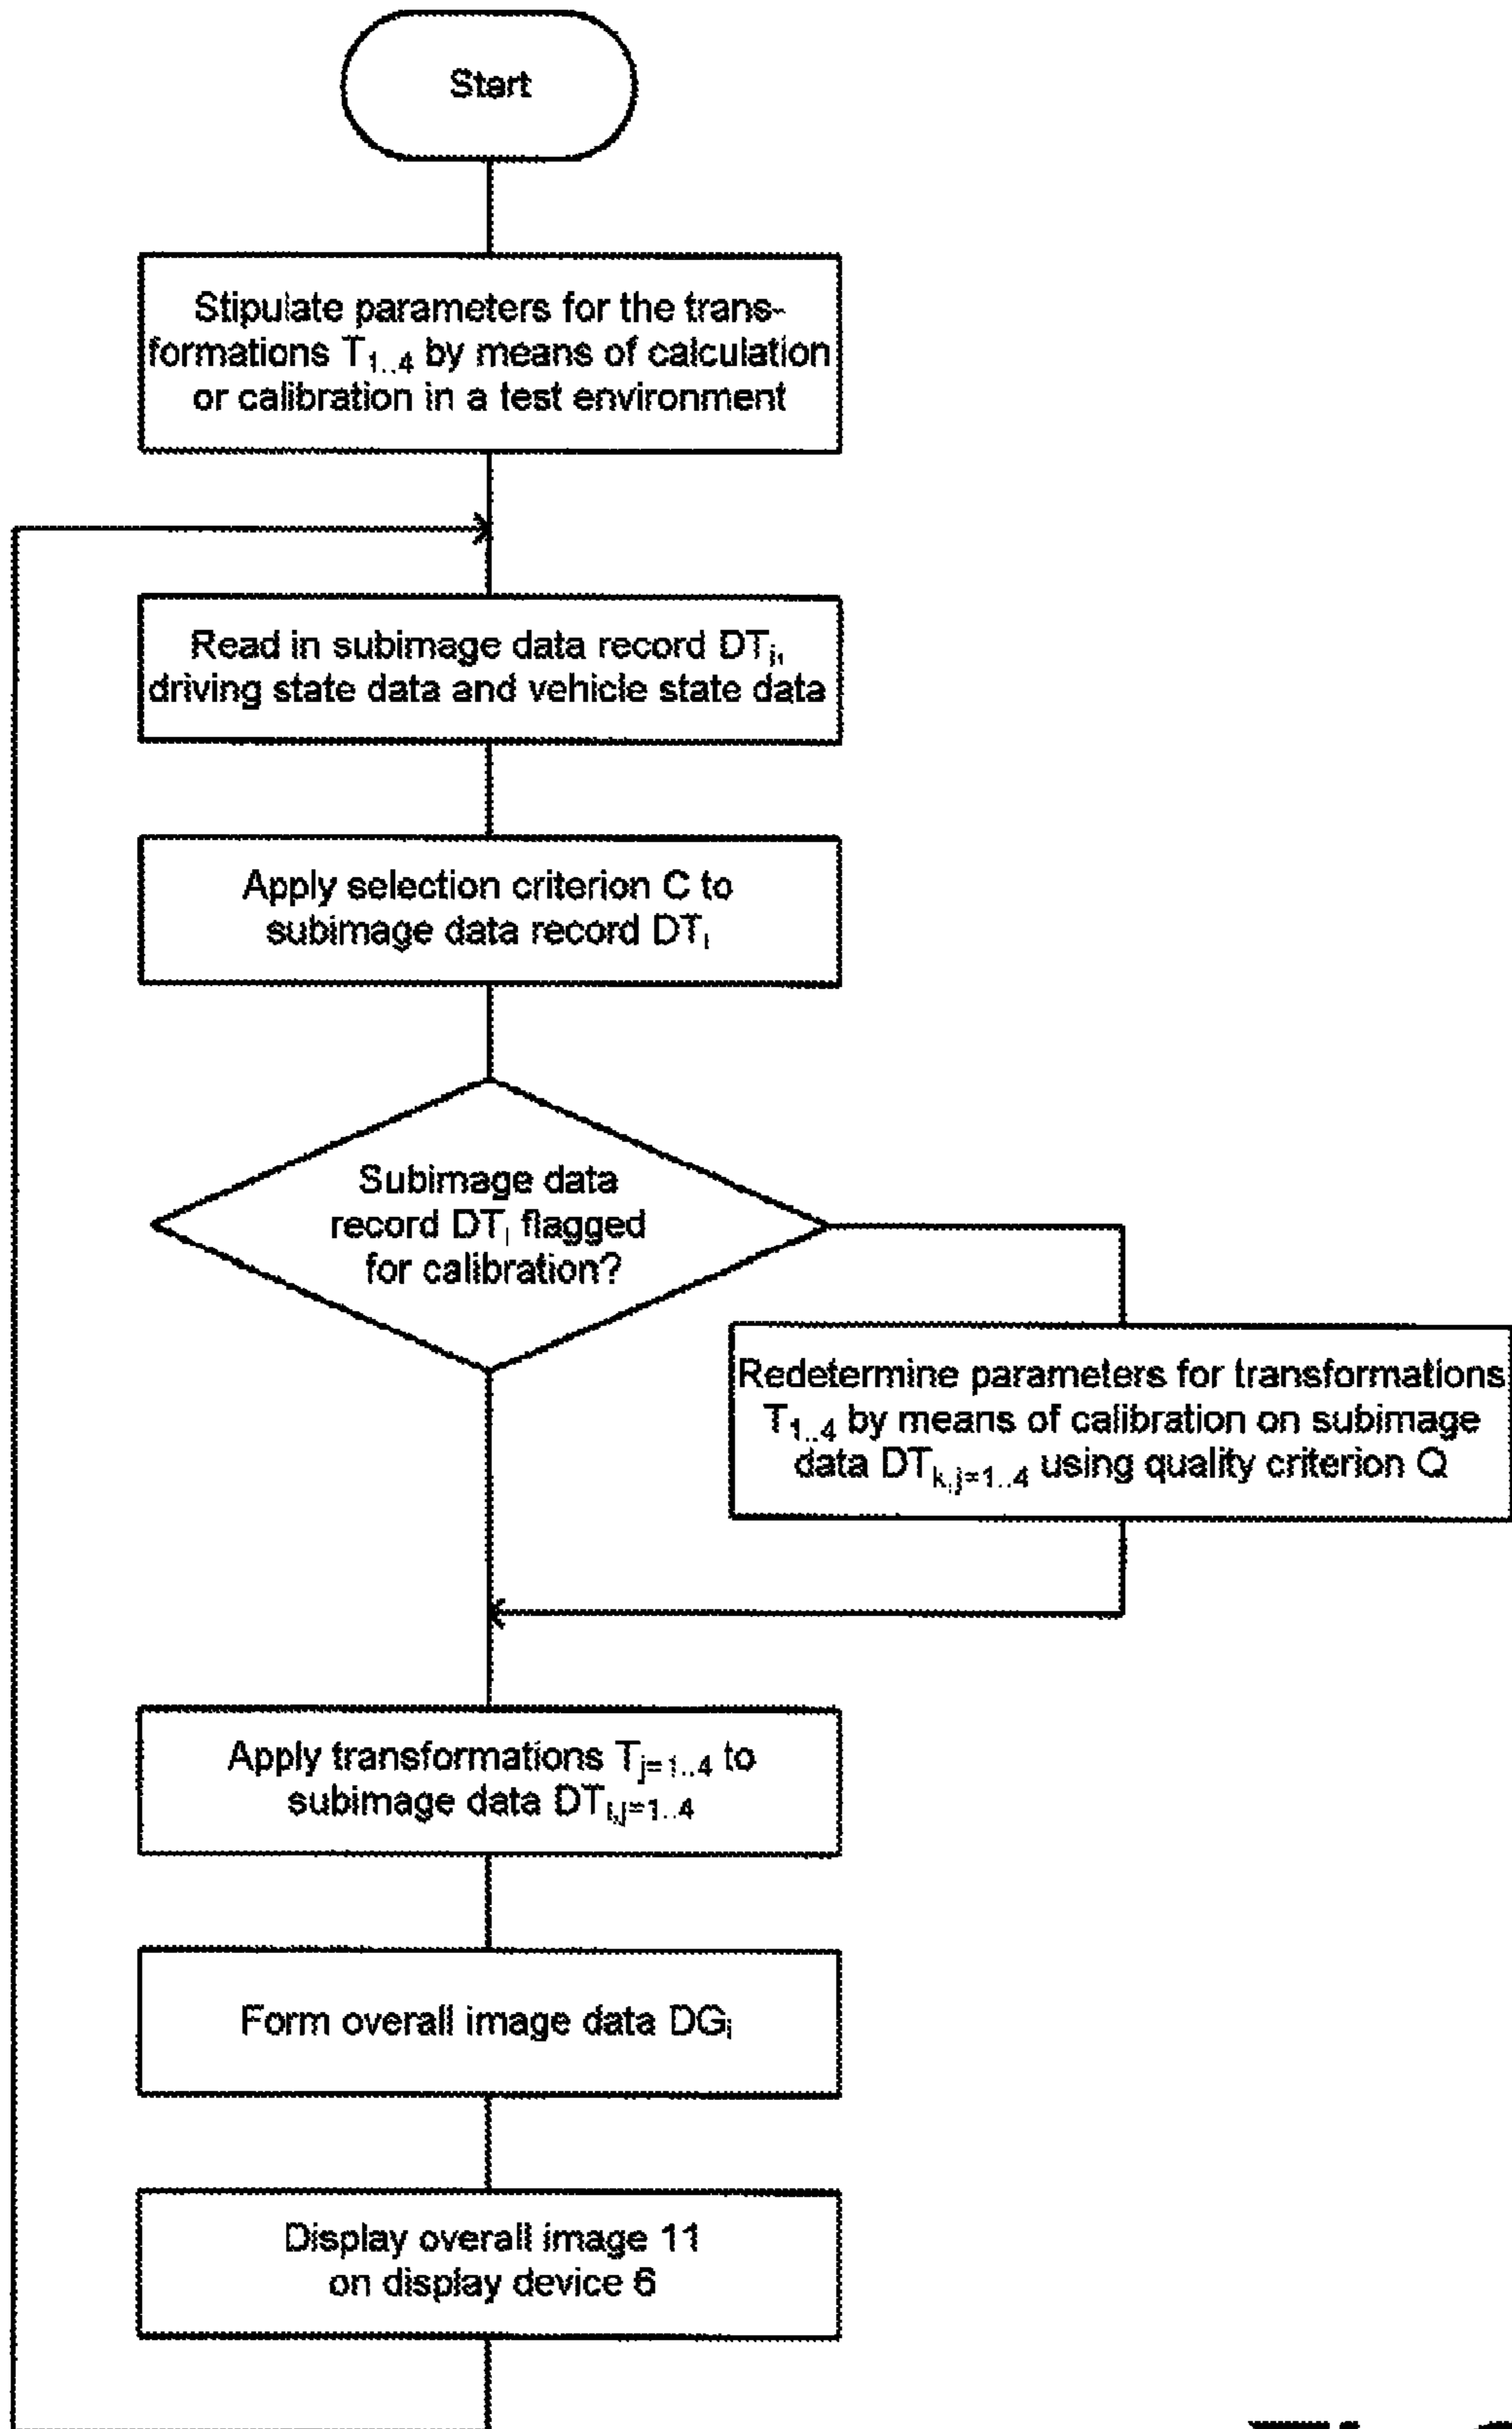 Start
Stipulate parameters for the trans-
formations T₁..₄ by means of calculation
or calibration in a test environment
Read in subimage data record DTᵢ,
driving state data and vehicle state data
Apply selection criterion C to
subimage data record DTᵢ
Subimage data
record DTᵢ flagged
for calibration?
Redetermine parameters for transformations
T₁..₄ by means of calibration on subimage
data DTₖ,ⱼ₌₁..₄ using quality criterion Q
Apply transformations Tⱼ₌₁..₄ to
subimage data DTᵢ,ⱼ₌₁..₄
Form overall image data DGᵢ
Display overall image 11
on display device 6